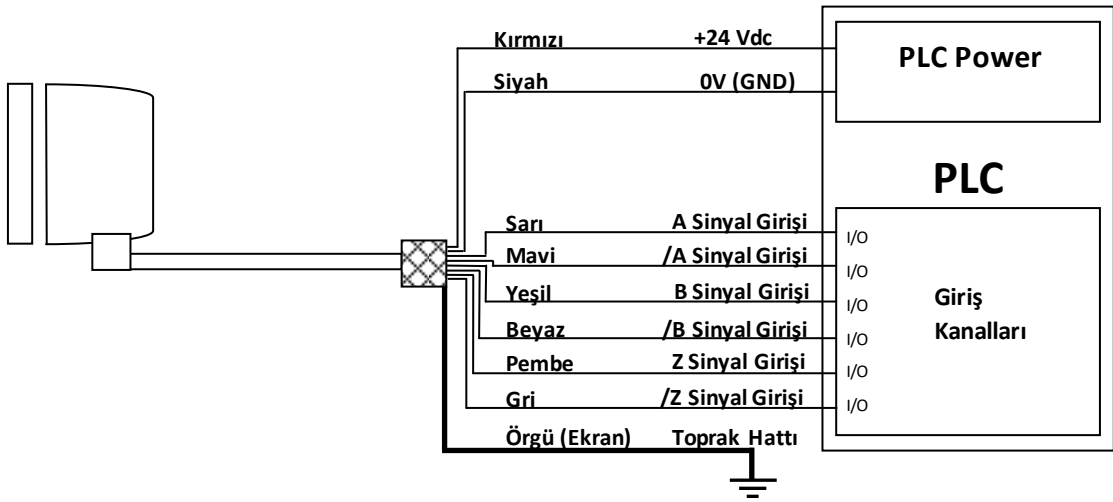 Kırmızı +24 Vdc
PLC Power
Siyah 0V (GND)
PLC
Sarı A Sinyal Girişi I/O
Mavi /A Sinyal Girişi I/O
Yeşil B Sinyal Girişi I/O
Giriş
Kanalları
Beyaz /B Sinyal Girişi I/O
Pembe Z Sinyal Girişi I/O
Gri /Z Sinyal Girişi I/O
Örgü (Ekran) Toprak Hattı